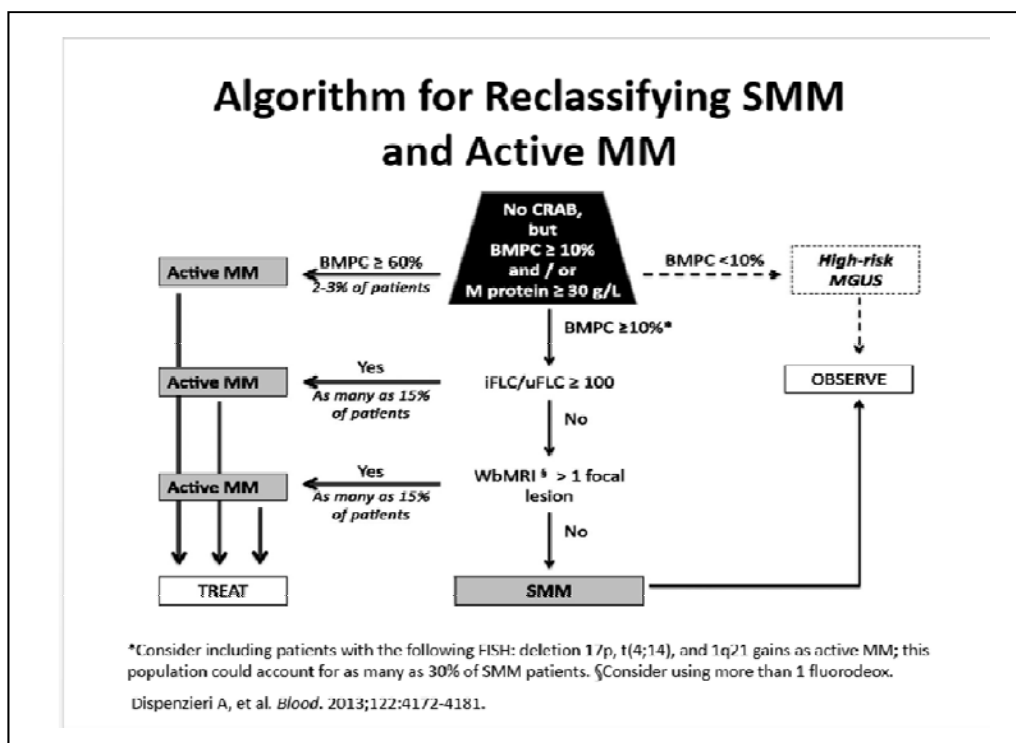 Algorithm for Reclassifying SMM
and Active MM
No CRAB,
but
BMPC ≥ 10%
and / or
M protein ≥ 30 g/L
BMPC ≥ 60%
2-3% of patients
Active MM
BMPC <10%
High-risk
MGUS
BMPC ≥10%*
OBSERVE
iFLC/uFLC ≥ 100
Yes
As many as 15%
of patients
Active MM
No
WbMRI § > 1 focal
lesion
Yes
As many as 15%
of patients
Active MM
No
TREAT
SMM
*Consider including patients with the following FISH: deletion 17p, t(4;14), and 1q21 gains as active MM; this
population could account for as many as 30% of SMM patients. §Consider using more than 1 fluorodeox.
Dispenzieri A, et al. Blood. 2013;122:4172-4181.